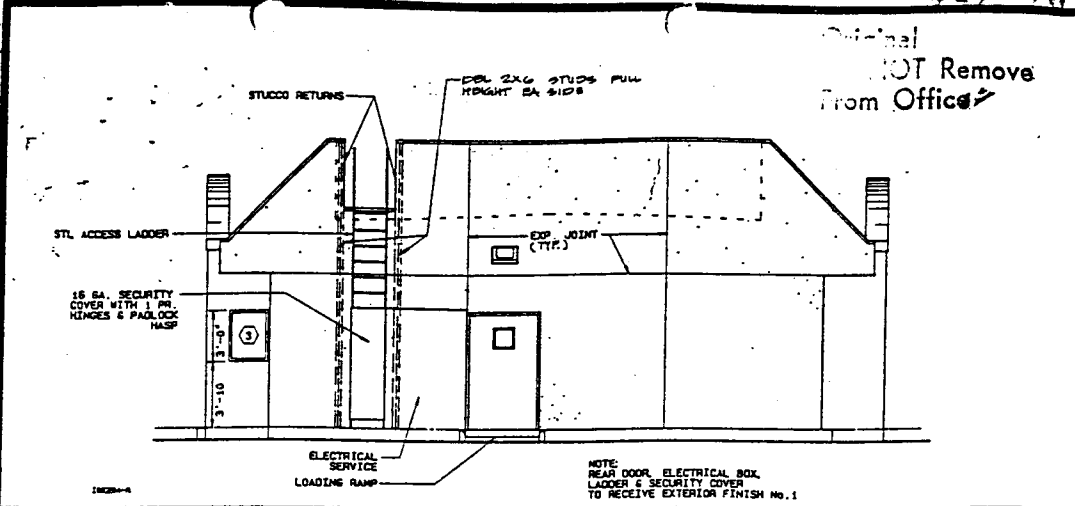 Original
NOT Remove
From Office
STUCCO RETURNS
DBL 2X6 STUDS FULL
HEIGHT EA SIDE
STL ACCESS LADDER
EXP. JOINT
(TYP.)
16 GA. SECURITY
COVER WITH 1 PR.
HINGES & PADLOCK
HASP
3'-0"
3
3'-10
ELECTRICAL
SERVICE
LOADING RAMP
NOTE:
REAR DOOR, ELECTRICAL BOX,
LADDER & SECURITY COVER
TO RECEIVE EXTERIOR FINISH No.1